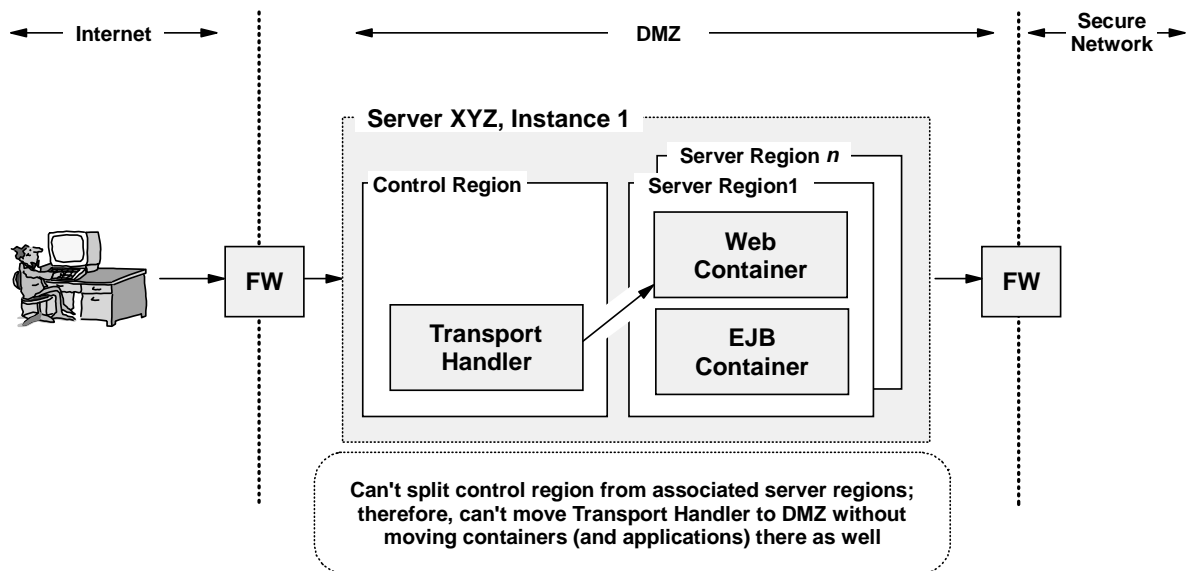 Internet
DMZ
Secure
Network
Server XYZ, Instance 1
Server Region n
Control Region
Server Region1
Web
Container
FW
FW
Transport
Handler
EJB
Container
Can't split control region from associated server regions;
therefore, can't move Transport Handler to DMZ without
moving containers (and applications) there as well